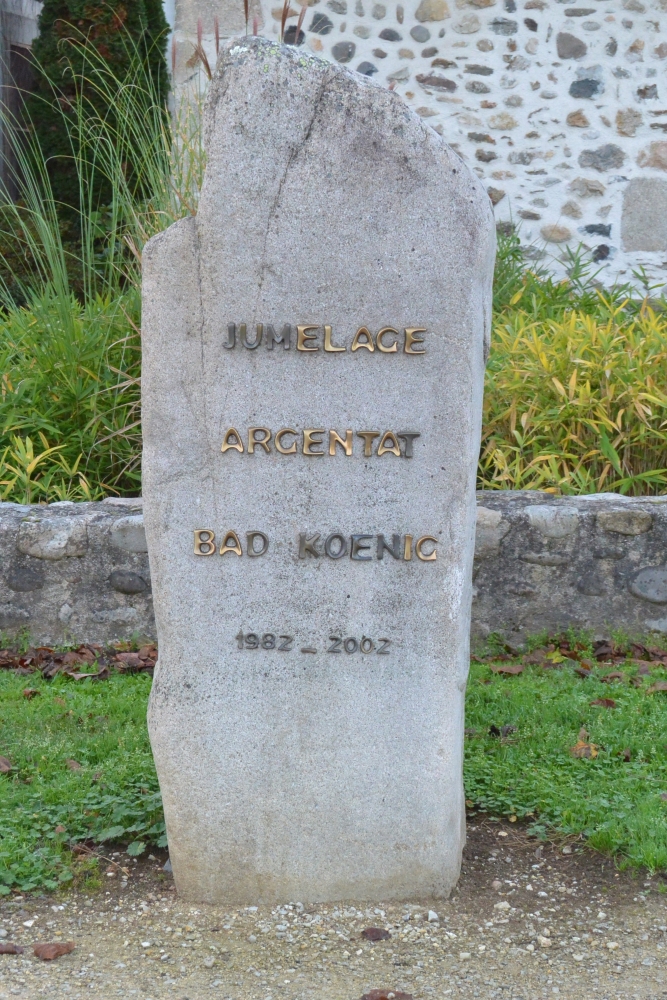 JUMELAGE
ARGENTAT
BAD KOENIG
1982 _ 2002